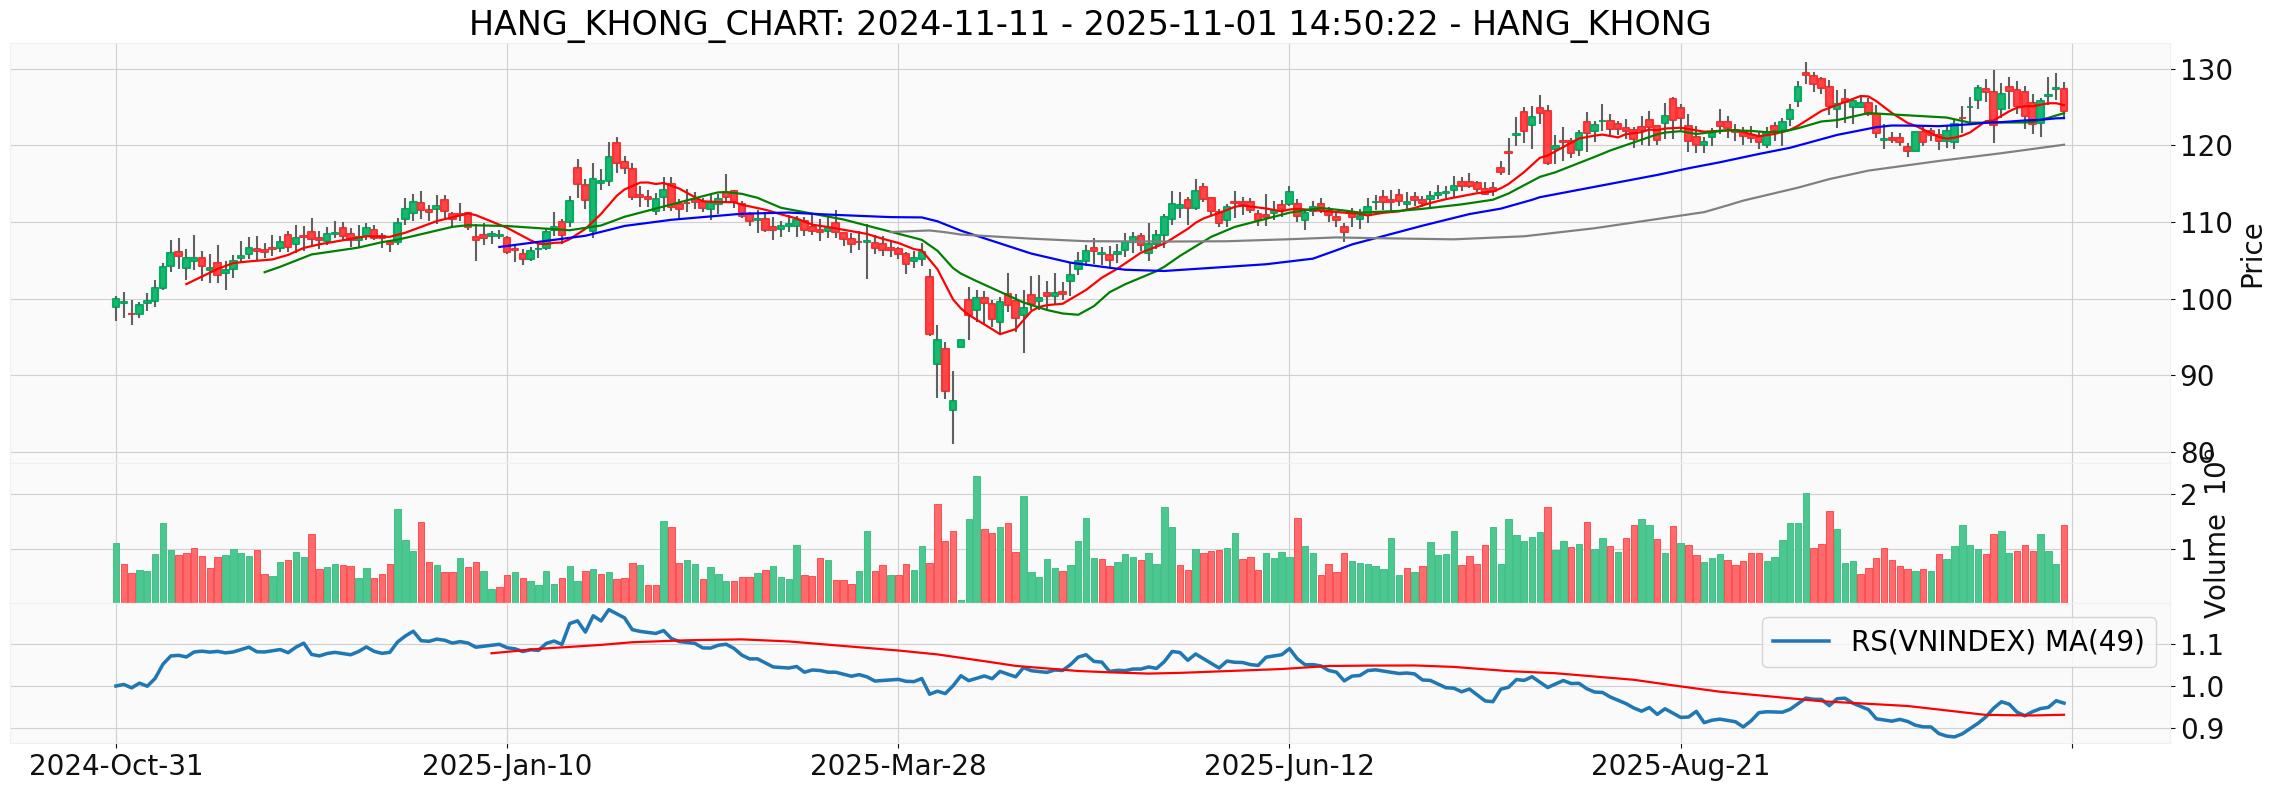 HANG_KHONG_CHART: 2024-11-11 - 2025-11-01 14:50:22 - HANG_KHONG
130
120
110
100
90
80
Price
2
1
Volume 10⁶
RS(VNINDEX) MA(49)
1.1
1.0
0.9
2024-Oct-31
2025-Jan-10
2025-Mar-28
2025-Jun-12
2025-Aug-21